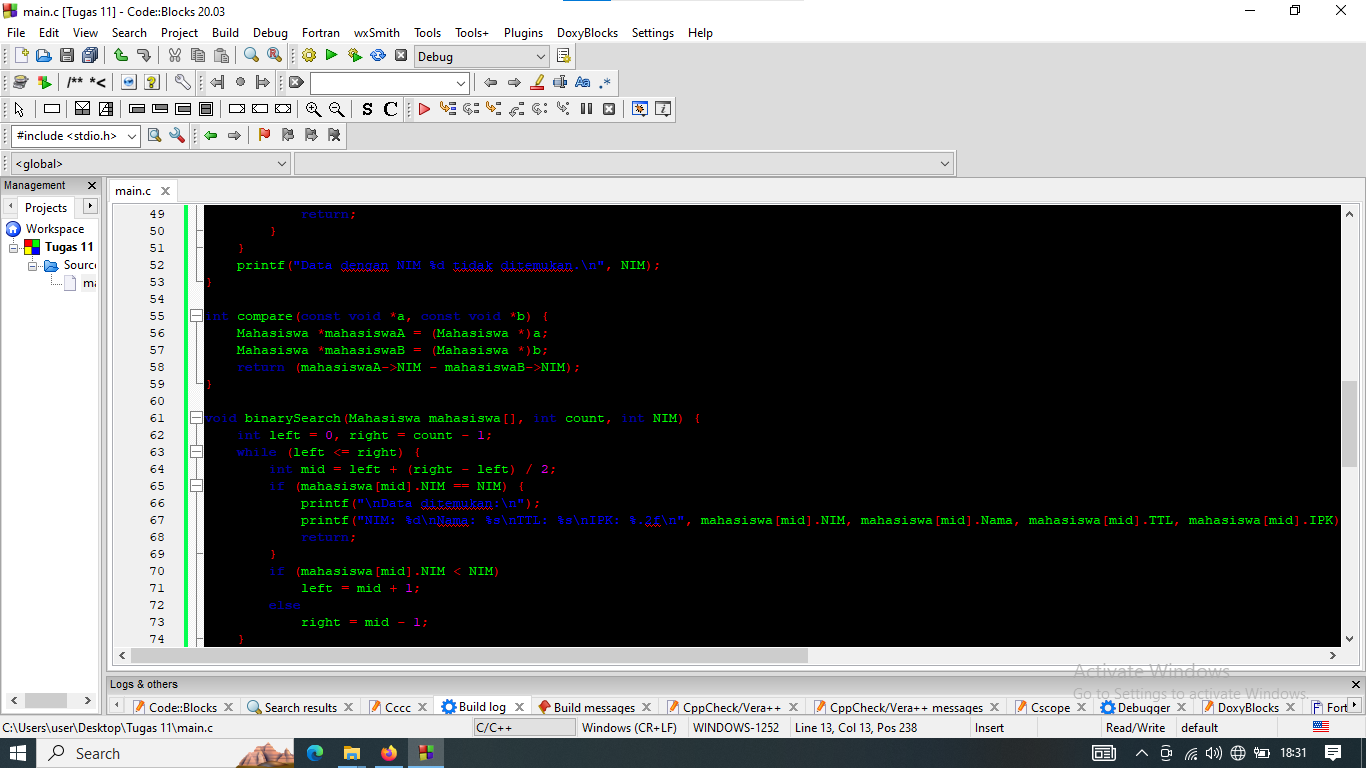 main.c [Tugas 11] - Code::Blocks 20.03
File Edit View Search Project Build Debug Fortran wxSmith Tools Tools+ Plugins DoxyBlocks Settings Help
Debug
/** *<
S C
#include <stdio.h>
<global>
Management
Projects
Workspace
Tugas 11
Sourc
ma
main.c
49 return;
50 }
51 }
52 printf("Data dengan NIM %d tidak ditemukan.\n", NIM);
53 }
54
55 int compare(const void *a, const void *b) {
56 Mahasiswa *mahasiswaA = (Mahasiswa *)a;
57 Mahasiswa *mahasiswaB = (Mahasiswa *)b;
58 return (mahasiswaA->NIM - mahasiswaB->NIM);
59 }
60
61 void binarySearch(Mahasiswa mahasiswa[], int count, int NIM) {
62 int left = 0, right = count - 1;
63 while (left <= right) {
64 int mid = left + (right - left) / 2;
65 if (mahasiswa[mid].NIM == NIM) {
66 printf("\nData ditemukan:\n");
67 printf("NIM: %d\nNama: %s\nTTL: %s\nIPK: %.2f\n", mahasiswa[mid].NIM, mahasiswa[mid].Nama, mahasiswa[mid].TTL, mahasiswa[mid].IPK)
68 return;
69 }
70 if (mahasiswa[mid].NIM < NIM)
71 left = mid + 1;
72 else
73 right = mid - 1;
74 }
Activate Windows
Go to Settings to activate Windows.
Logs & others
Code::Blocks Search results Cccc Build log Build messages CppCheck/Vera++ CppCheck/Vera++ messages Cscope Debugger DoxyBlocks Fort
C:\Users\user\Desktop\Tugas 11\main.c C/C++ Windows (CR+LF) WINDOWS-1252 Line 13, Col 13, Pos 238 Insert Read/Write default
Search
18:31